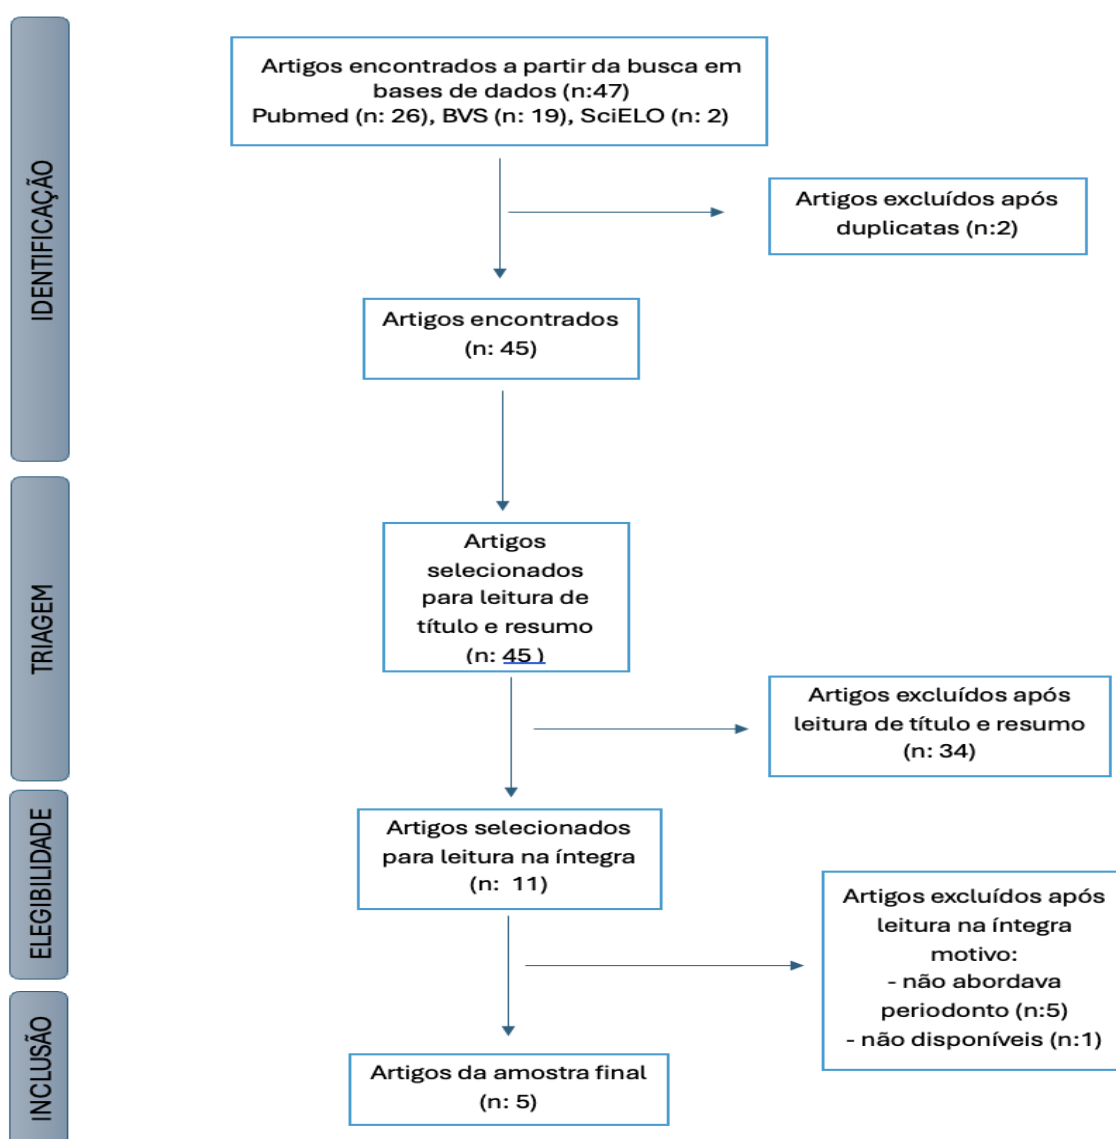 IDENTIFICAÇÃO
Artigos encontrados a partir da busca em
bases de dados (n:47)
Pubmed (n: 26), BVS (n: 19), SciELO (n: 2)
Artigos excluídos após
duplicatas (n:2)
Artigos encontrados
(n: 45)
TRIAGEM
Artigos
selecionados
para leitura de
título e resumo
(n: 45 )
Artigos excluídos após
leitura de título e resumo
(n: 34)
ELEGIBILIDADE
Artigos selecionados
para leitura na íntegra
(n:  11)
Artigos excluídos após
leitura na íntegra
motivo:
- não abordava
periodonto (n:5)
- não disponíveis (n:1)
INCLUSÃO
Artigos da amostra final
(n: 5)